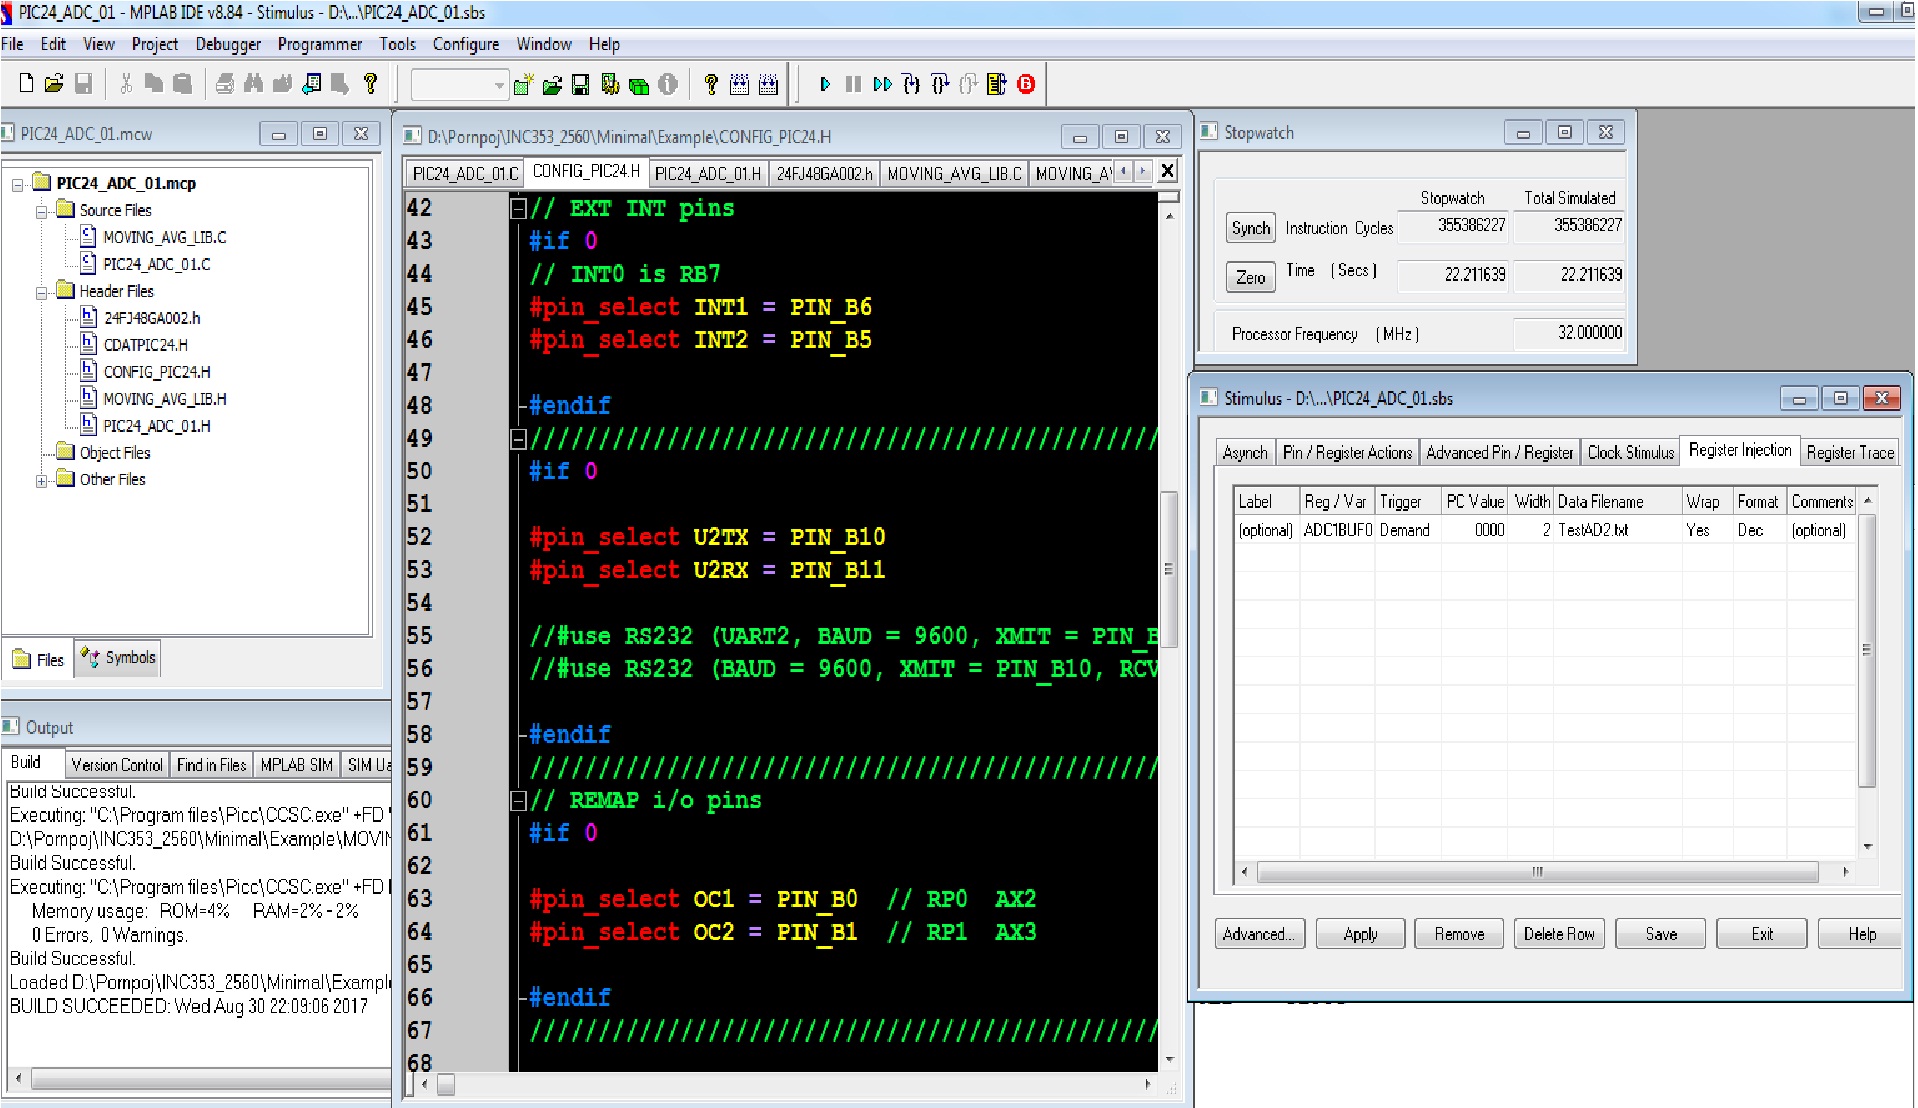 PIC24_ADC_01 - MPLAB IDE v8.84 - Stimulus - D:\...\PIC24_ADC_01.sbs
File Edit View Project Debugger Programmer Tools Configure Window Help
PIC24_ADC_01.mcw
PIC24_ADC_01.mcp
Source Files
MOVING_AVG_LIB.C
PIC24_ADC_01.C
Header Files
24FJ48GA002.h
CDATPIC24.H
CONFIG_PIC24.H
MOVING_AVG_LIB.H
PIC24_ADC_01.H
Object Files
Other Files
Files Symbols
Output
Build Version Control Find in Files MPLAB SIM SIM Ua
Build Successful.
Executing: "C:\Program files\Picc\CCSC.exe" +FD
D:\Pornpoj\INC353_2560\Minimal\Example\MOVIN
Build Successful.
Executing: "C:\Program files\Picc\CCSC.exe" +FD
Memory usage: ROM=4% RAM=2% - 2%
0 Errors, 0 Warnings.
Build Successful.
Loaded D:\Pornpoj\INC353_2560\Minimal\Exampl
BUILD SUCCEEDED: Wed Aug 30 22:09:06 2017
D:\Pornpoj\INC353_2560\Minimal\Example\CONFIG_PIC24.H
PIC24_ADC_01.C CONFIG_PIC24.H PIC24_ADC_01.H 24FJ48GA002.h MOVING_AVG_LIB.C MOVING_A
42 // EXT INT pins
43 #if 0
44 // INT0 is RB7
45 #pin_select INT1 = PIN_B6
46 #pin_select INT2 = PIN_B5
47
48 #endif
49 //////////////////////////////////////////////
50 #if 0
51
52 #pin_select U2TX = PIN_B10
53 #pin_select U2RX = PIN_B11
54
55 //#use RS232 (UART2, BAUD = 9600, XMIT = PIN_B
56 //#use RS232 (BAUD = 9600, XMIT = PIN_B10, RCV
57
58 #endif
59 //////////////////////////////////////////////
60 // REMAP i/o pins
61 #if 0
62
63 #pin_select OC1 = PIN_B0 // RP0 AX2
64 #pin_select OC2 = PIN_B1 // RP1 AX3
65
66 #endif
67 //////////////////////////////////////////////
68
Stopwatch
Stopwatch Total Simulated
Synch Instruction Cycles 355386227 355386227
Zero Time (Secs) 22.211639 22.211639
Processor Frequency (MHz) 32.000000
Stimulus - D:\...\PIC24_ADC_01.sbs
Asynch Pin / Register Actions Advanced Pin / Register Clock Stimulus Register Injection Register Trace
Label Reg / Var Trigger PC Value Width Data Filename Wrap Format Comments
(optional) ADC1BUF0 Demand 0000 2 TestAD2.txt Yes Dec (optional)
Advanced... Apply Remove Delete Row Save Exit Help